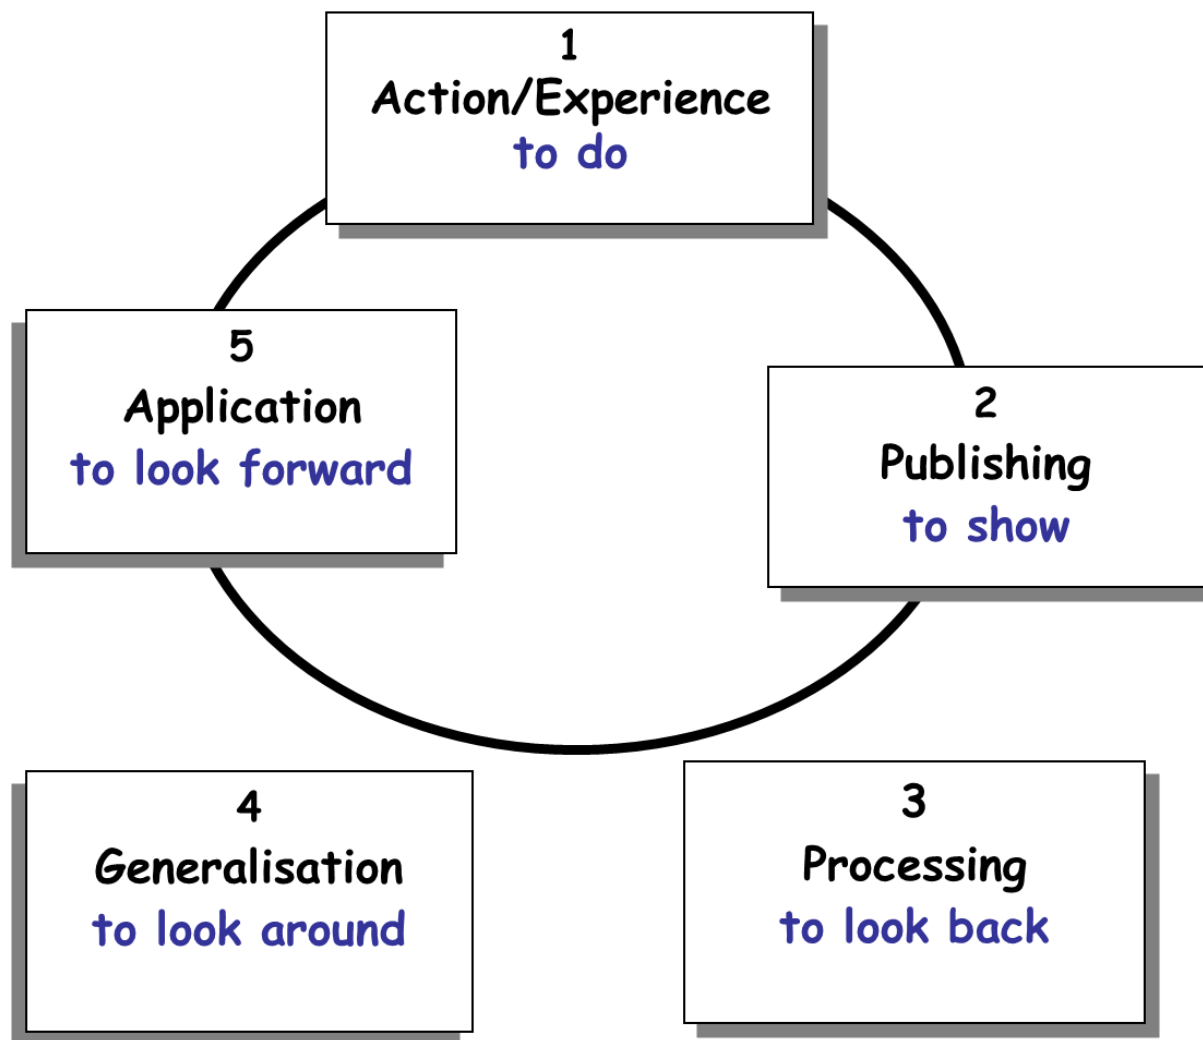 1
Action/Experience
to do
2
Publishing
to show
3
Processing
to look back
4
Generalisation
to look around
5
Application
to look forward